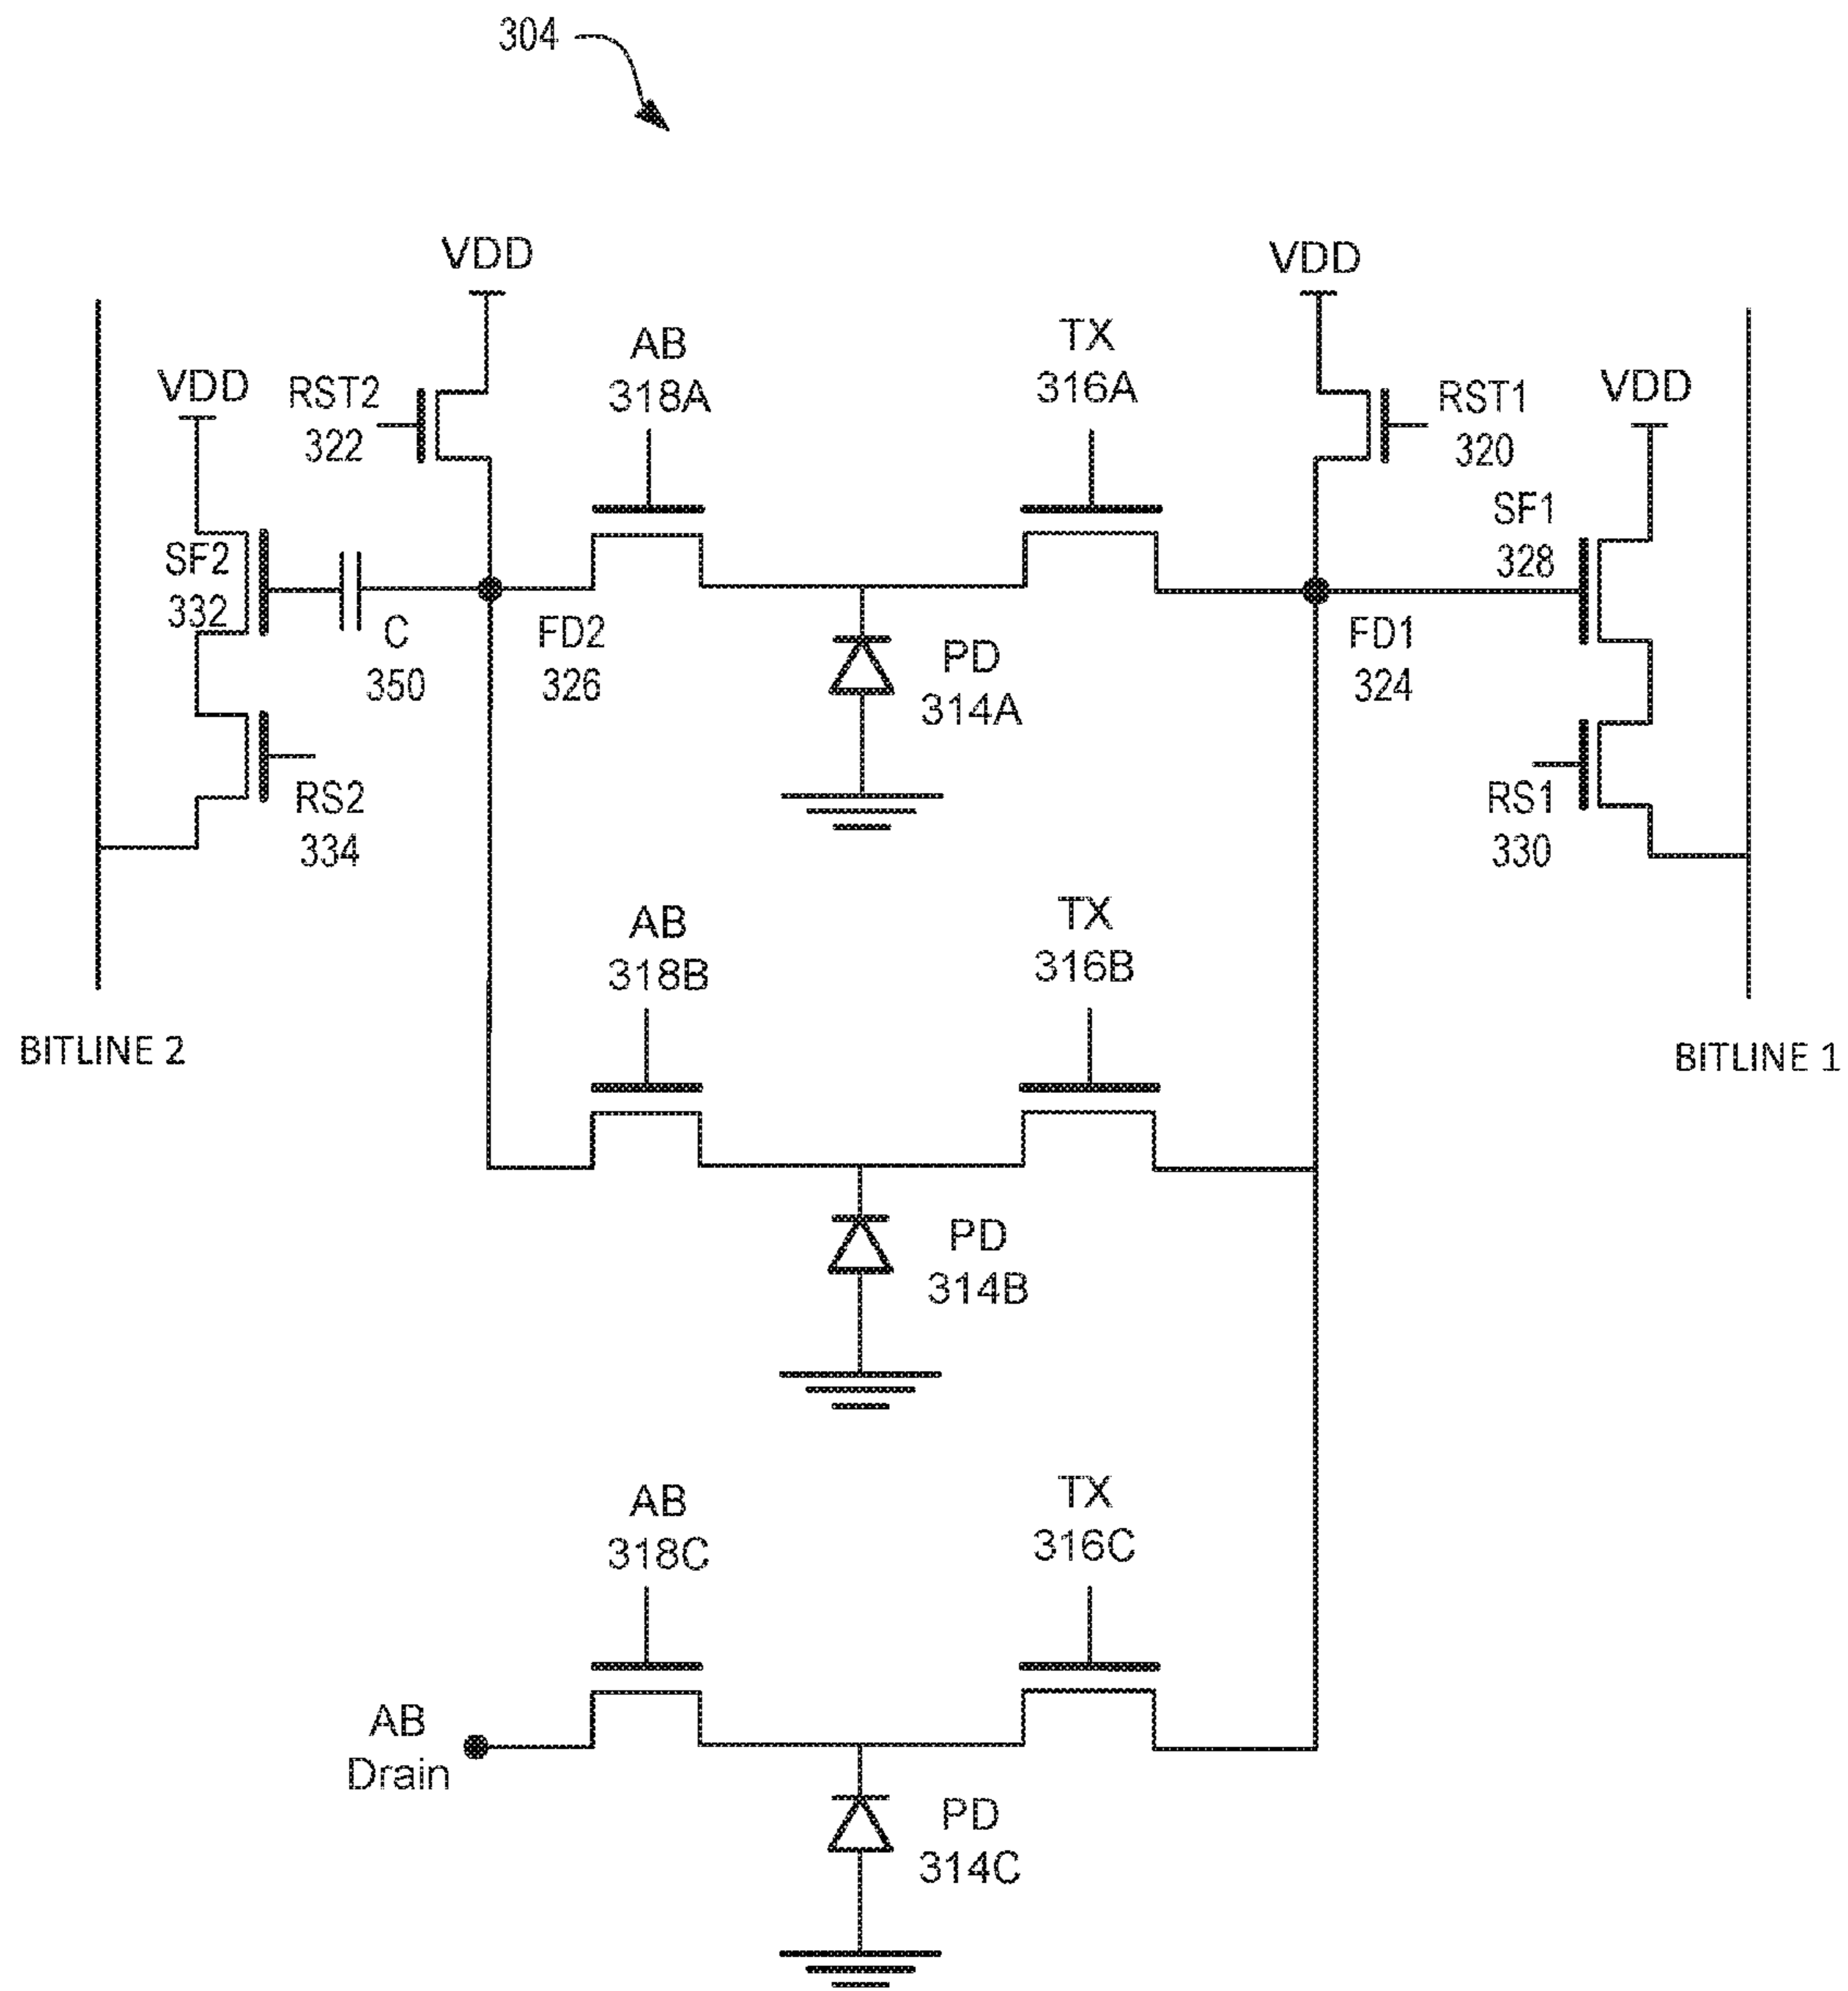 304
VDD
VDD
AB
318A
TX
316A
VDD
RST2
322
RST1
320
VDD
SF2
332
SF1
328
C
350
FD2
326
PD
314A
FD1
324
RS2
334
RS1
330
AB
318B
TX
316B
BITLINE 2
BITLINE 1
PD
314B
AB
318C
TX
316C
AB
Drain
PD
314C